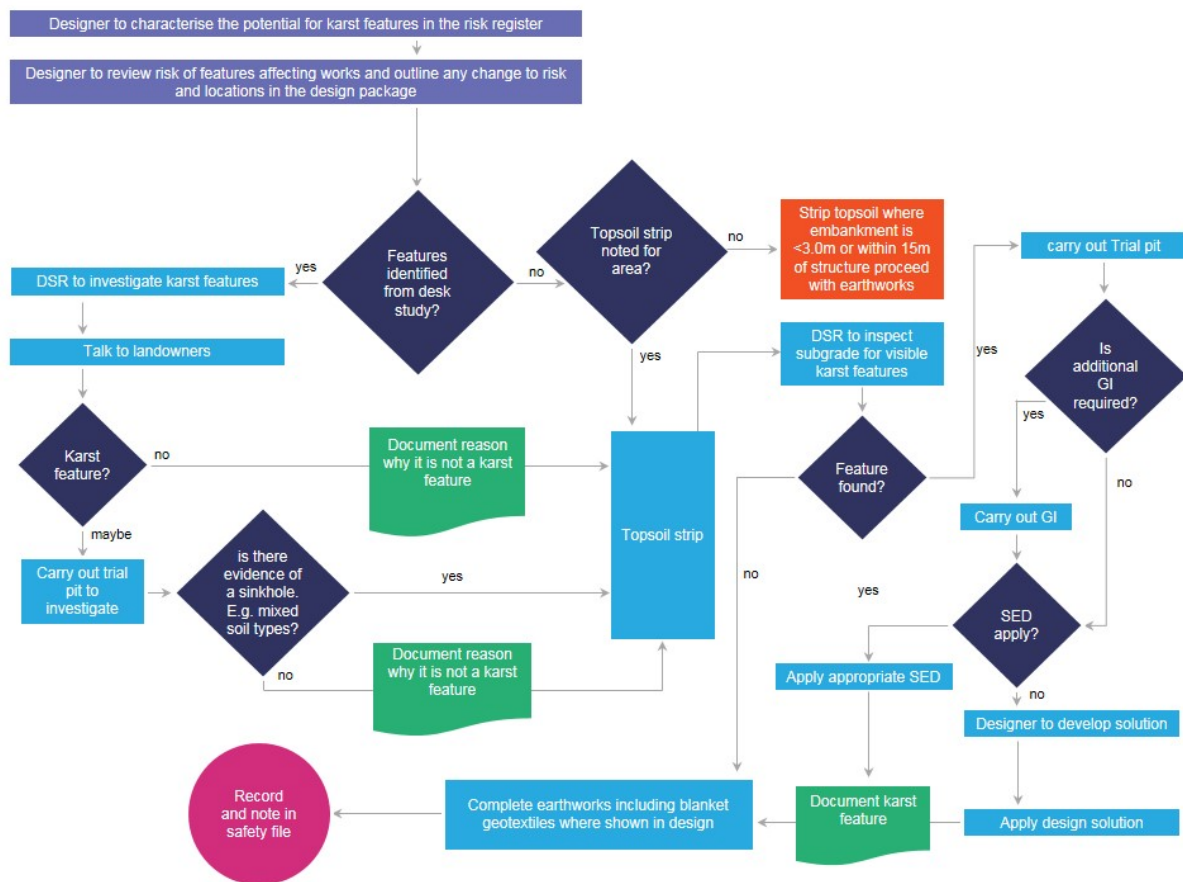 Designer to characterise the potential for karst features in the risk register
Designer to review risk of features affecting works and outline any change to risk
and locations in the design package
Features
identified
from desk
study?
yes
no
Topsoil strip
noted for
area?
no
yes
Strip topsoil where
embankment is
<3.0m or within 15m
of structure proceed
with earthworks
DSR to investigate karst features
Talk to landowners
Karst
feature?
no
maybe
Document reason
why it is not a karst
feature
Carry out trial
pit to
investigate
is there
evidence of
a sinkhole.
E.g. mixed
soil types?
yes
no
Document reason
why it is not a karst
feature
Topsoil strip
DSR to inspect
subgrade for visible
karst features
Feature
found?
yes
no
carry out Trial pit
Is
additional
GI
required?
yes
no
Carry out GI
SED
apply?
yes
no
Apply appropriate SED
Designer to develop solution
Apply design solution
Document karst
feature
Complete earthworks including blanket
geotextiles where shown in design
Record
and note in
safety file